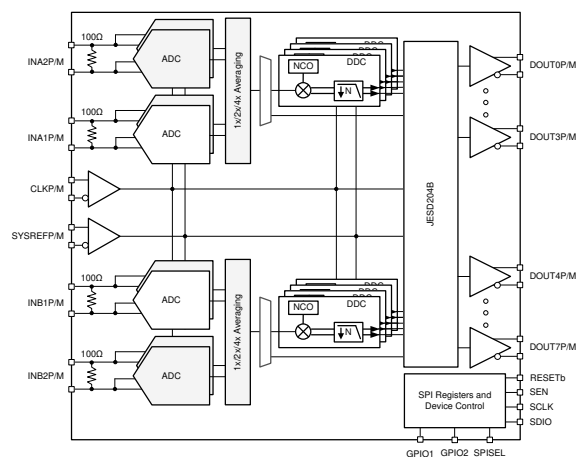 100Ω
INA2P/M
ADC
100Ω
INA1P/M
ADC
1x/2x/4x Averaging
DDC
DDC
NCO
N
CLKP/M
SYSREFP/M
JESD204B
DOUT0P/M
DOUT3P/M
100Ω
INB1P/M
ADC
100Ω
INB2P/M
ADC
1x/2x/4x Averaging
DDC
DDC
NCO
N
DOUT4P/M
DOUT7P/M
SPI Registers and
Device Control
RESETb
SEN
SCLK
SDIO
GPIO1
GPIO2
SPISEL